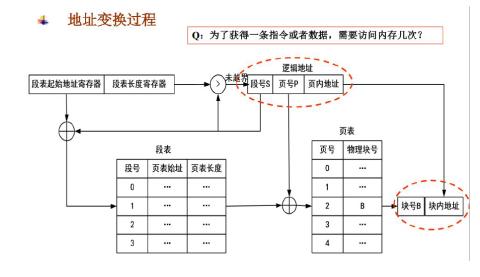 地址变换过程
Q：为了获得一条指令或者数据，需要访问内存几次？
逻辑地址
段表起始地址寄存器 段表长度寄存器 > 未越界 段号S 页号P 页内地址
段表
段号 页表始址 页表长度
0 ··· ···
1 ··· ···
2 ··· ···
3 ··· ···
页表
页号 物理块号
0 ···
1 ···
2 B
3 ···
4 ···
块号B 块内地址